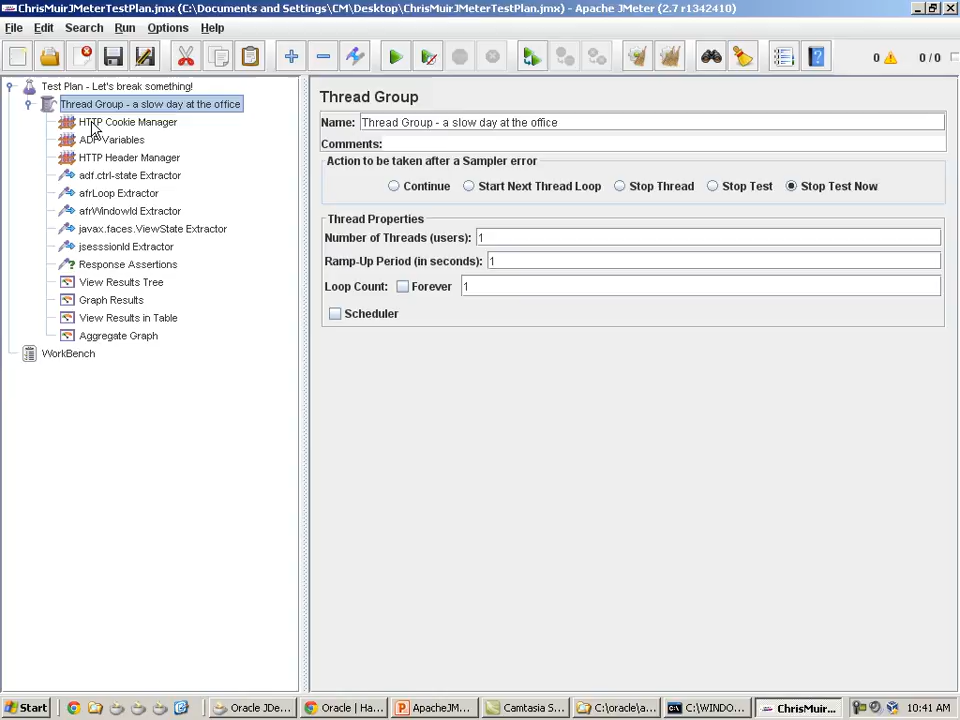 ChrisMuirJMeterTestPlan.jmx (C:\Documents and Settings\CM\Desktop\ChrisMuirJMeterTestPlan.jmx) - Apache JMeter (2.7 r1342410)
File Edit Search Run Options Help
0 0 / 0
Test Plan - Let's break something!
Thread Group - a slow day at the office
HTTP Cookie Manager
ADF Variables
HTTP Header Manager
adf.ctrl-state Extractor
afrLoop Extractor
afrWindowId Extractor
javax.faces.ViewState Extractor
jsesssionId Extractor
Response Assertions
View Results Tree
Graph Results
View Results in Table
Aggregate Graph
WorkBench
Thread Group
Name: Thread Group - a slow day at the office
Comments:
Action to be taken after a Sampler error
Continue Start Next Thread Loop Stop Thread Stop Test Stop Test Now
Thread Properties
Number of Threads (users): 1
Ramp-Up Period (in seconds): 1
Loop Count: Forever 1
Scheduler
Start Oracle JDe... Oracle | Ha... ApacheJM... Camtasia S... C:\oracle\a... C:\WINDO... ChrisMuir... 10:41 AM